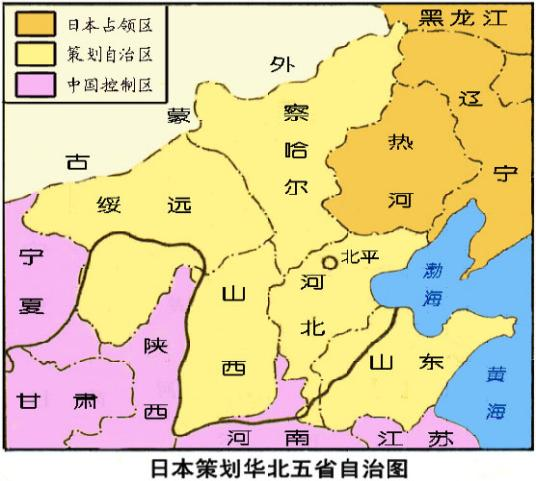 日本占领区
策划自治区
中国控制区
黑龙江
外蒙古
辽宁
察哈尔
热河
绥远
宁夏
北平
河北
渤海
山西
陕西
山东
黄海
甘肃
河南
江苏
日本策划华北五省自治图